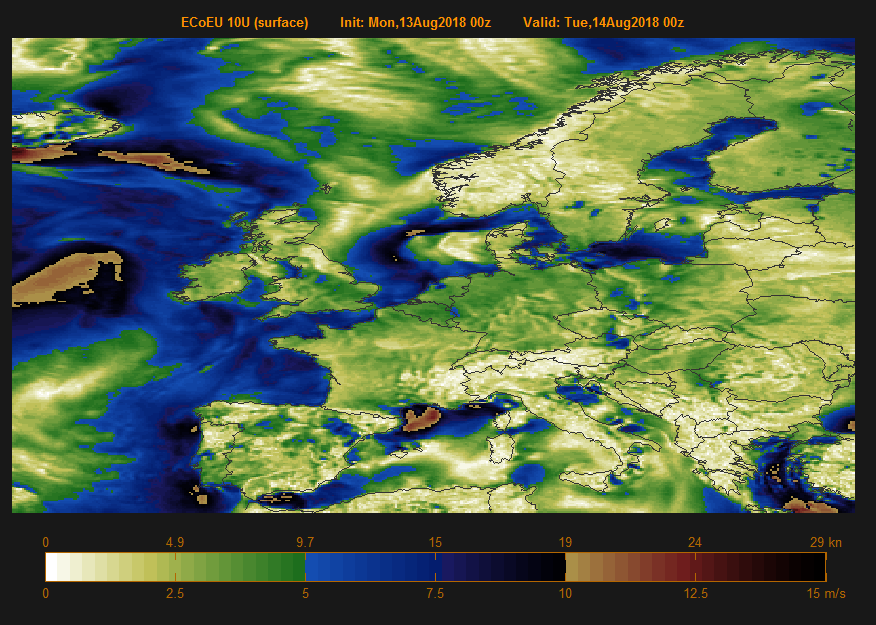 ECoEU 10U (surface) Init: Mon,13Aug2018 00z Valid: Tue,14Aug2018 00z
0 4.9 9.7 15 19 24 29 kn
0 2.5 5 7.5 10 12.5 15 m/s